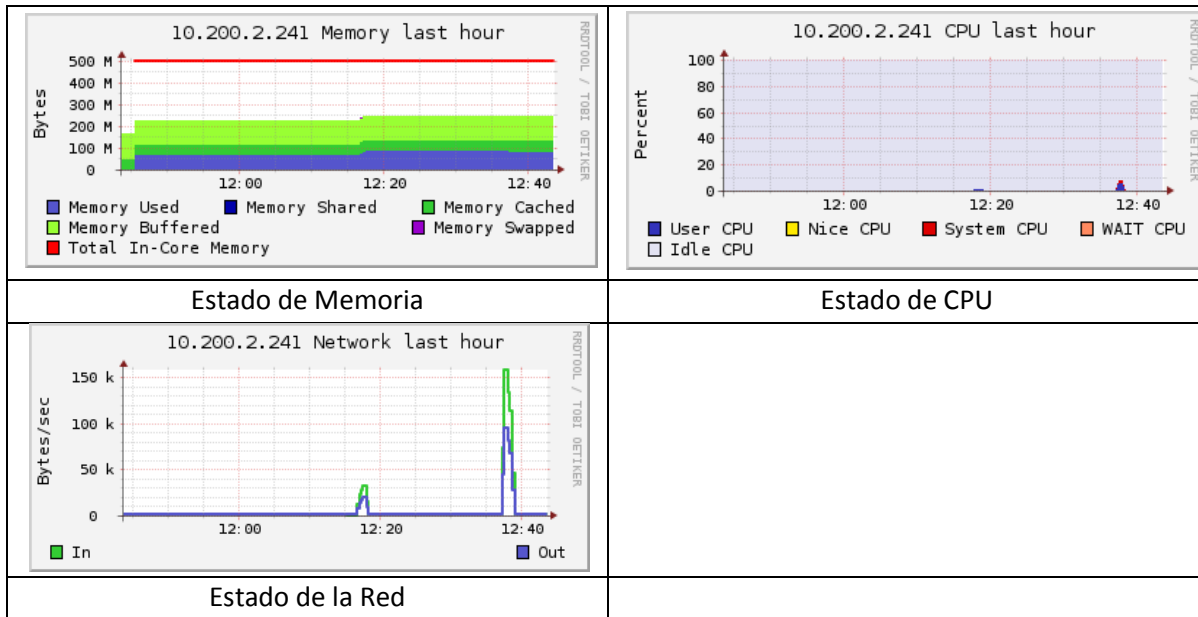 10.200.2.241 Memory last hour
RRDTOOL / TOBI OETIKER
Bytes
500 M
400 M
300 M
200 M
100 M
0
12:00 12:20 12:40
Memory Used Memory Shared Memory Cached
Memory Buffered Memory Swapped
Total In-Core Memory
10.200.2.241 CPU last hour
RRDTOOL / TOBI OETIKER
Percent
100
80
60
40
20
0
12:00 12:20 12:40
User CPU Nice CPU System CPU WAIT CPU
Idle CPU
Estado de Memoria
Estado de CPU
10.200.2.241 Network last hour
RRDTOOL / TOBI OETIKER
Bytes/sec
150 k
100 k
50 k
0
12:00 12:20 12:40
In Out
Estado de la Red